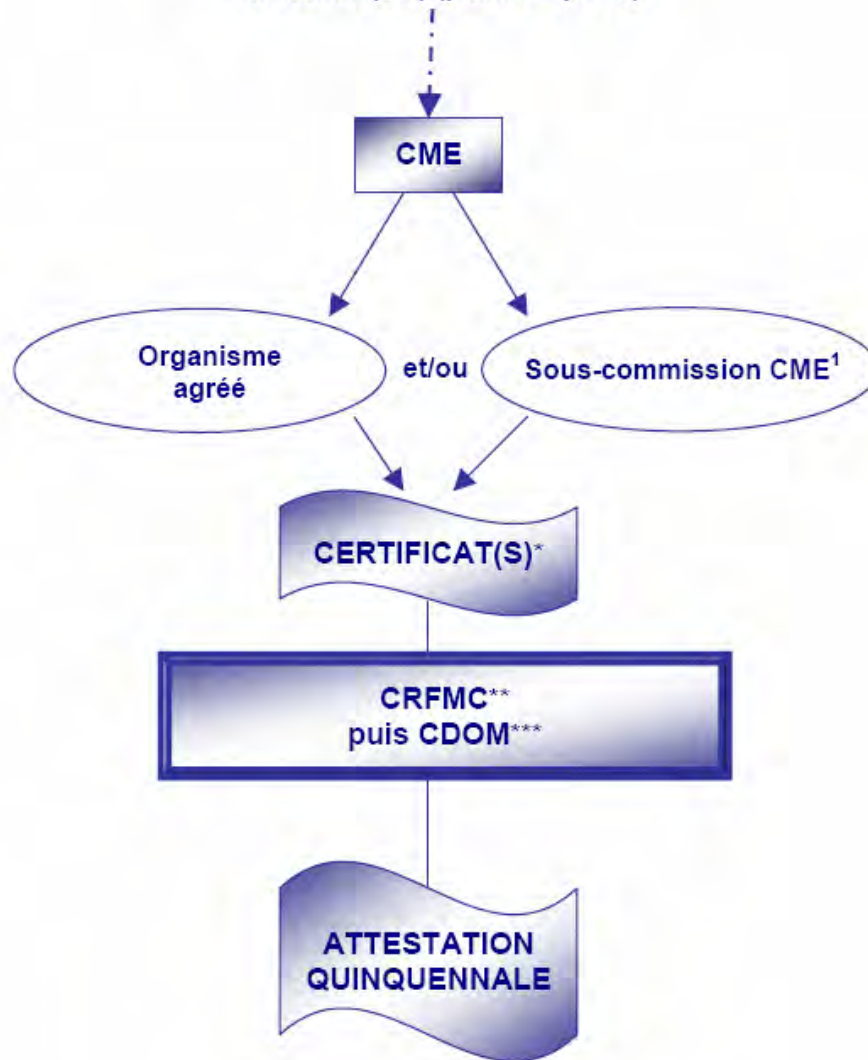 CME
Organisme
agréé
et/ou
Sous-commission CME¹
CERTIFICAT(S)*
CRFMC**
puis CDOM***
ATTESTATION
QUINQUENNALE